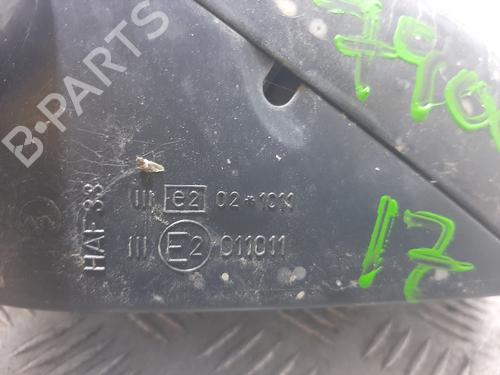 B-PARTS
HAF 33
III e2 02*1011
III E2 011011
17